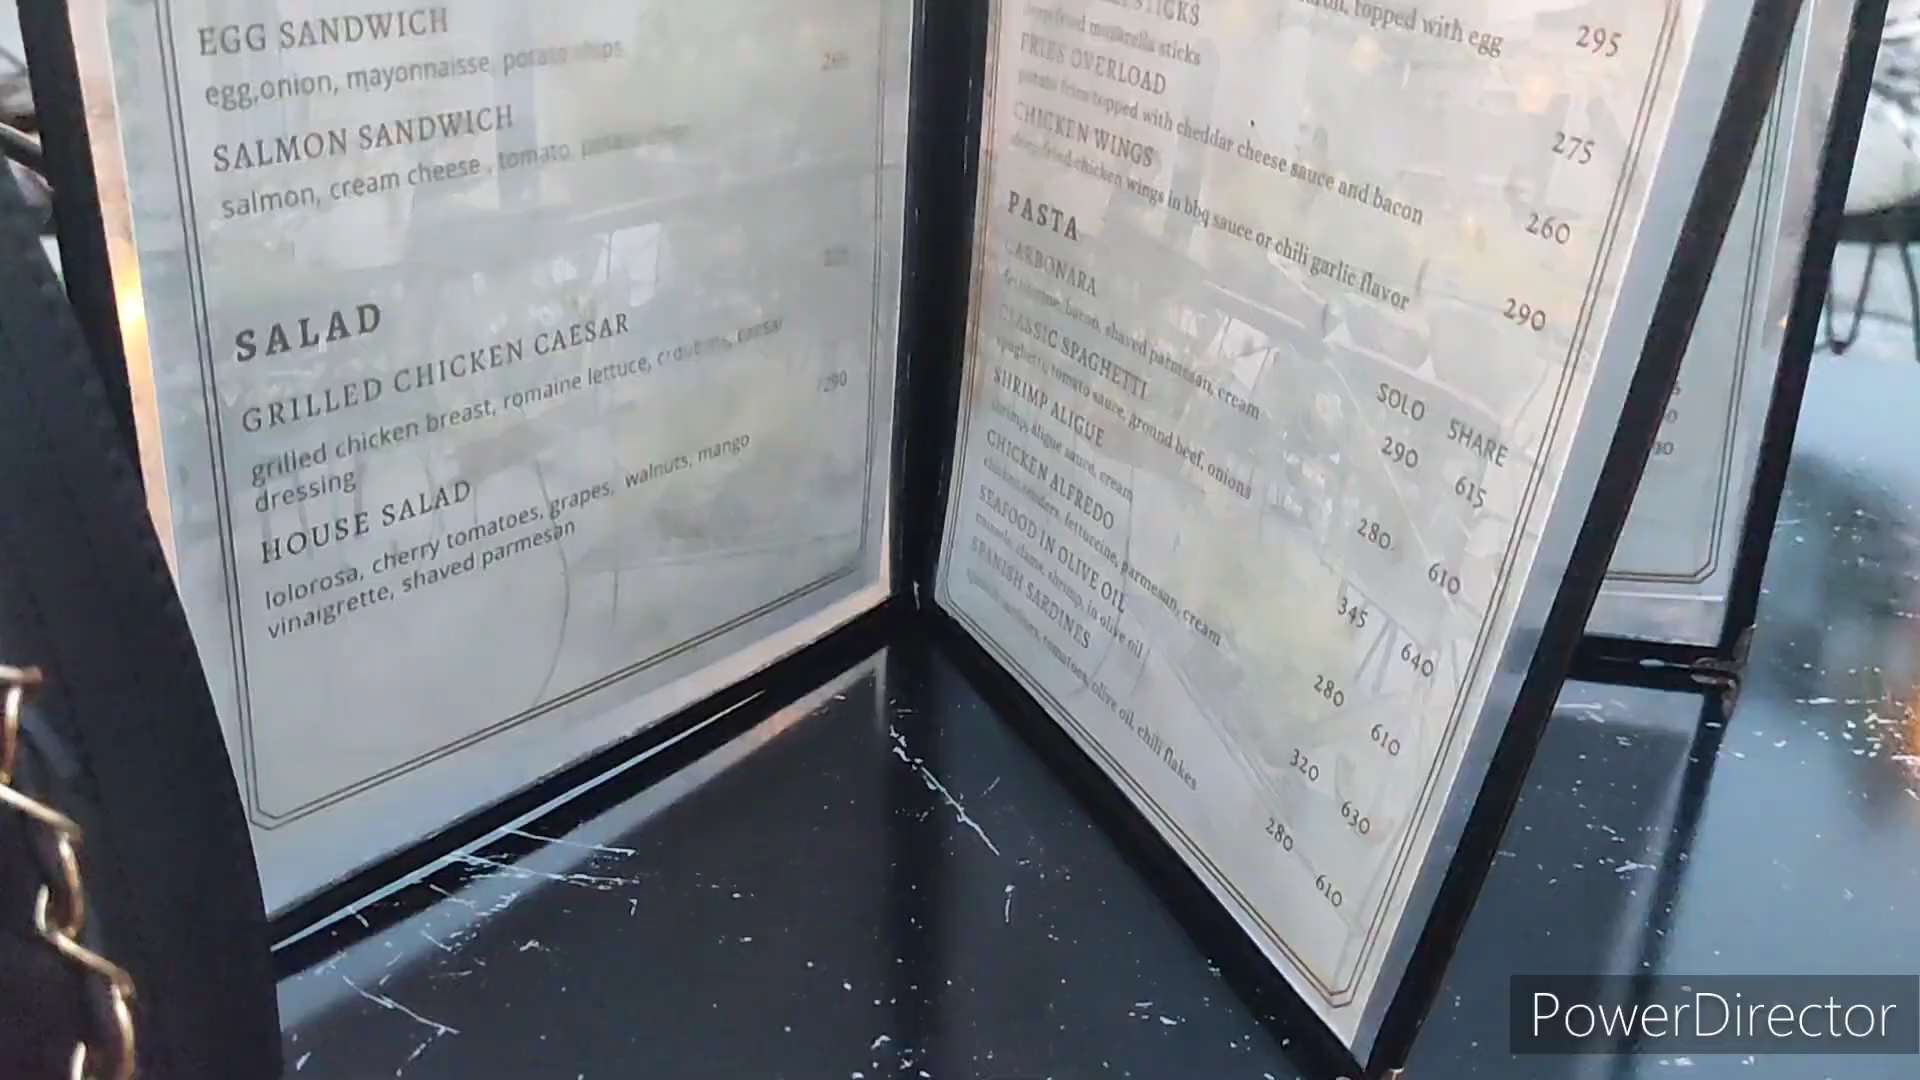 EGG SANDWICH
egg,onion, mayonnaisse, potato chips
SALMON SANDWICH
salmon, cream cheese , tomato, potato
SALAD
GRILLED CHICKEN CAESAR
grilled chicken breast, romaine lettuce, croutons, caesar
dressing
290
HOUSE SALAD
lolorosa, cherry tomatoes, grapes, walnuts, mango
vinaigrette, shaved parmesan
topped with egg 295
STICKS
deep fried mozzarella sticks 275
FRIES OVERLOAD
potato fries topped with cheddar cheese sauce and bacon 260
CHICKEN WINGS
deep fried chicken wings in bbq sauce or chili garlic flavor 290
PASTA SOLO SHARE
CARBONARA 290 615
fettuccine, bacon, shaved parmesan, cream
CLASSIC SPAGHETTI 280 610
spaghetti, tomato sauce, ground beef, onions
SHRIMP ALIGUE 345 640
shrimp, aligue sauce, cream
CHICKEN ALFREDO 280 610
chicken tenders, fettuccine, parmesan, cream
SEAFOOD IN OLIVE OIL 320 630
mussels, clams, shrimp, in olive oil
SPANISH SARDINES 280 610
spanish sardines, tomatoes, olive oil, chili flakes
PowerDirector